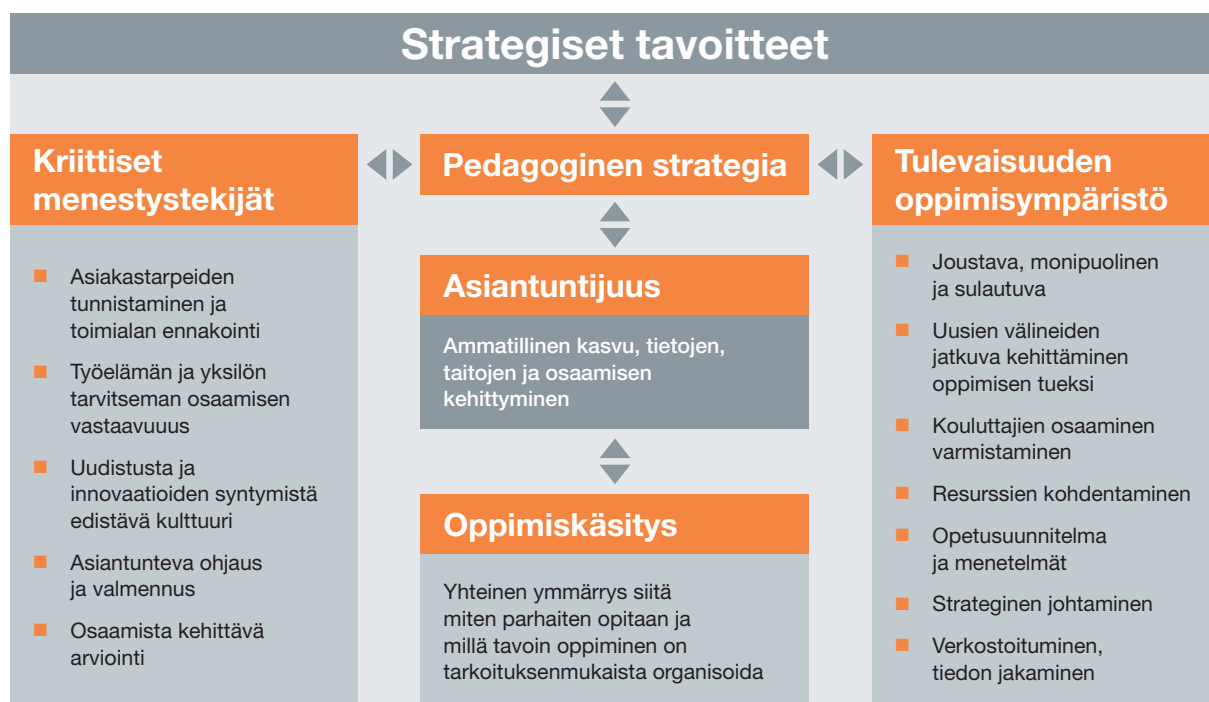 Strategiset tavoitteet
Kriittiset
menestystekijät
Asiakastarpeiden
tunnistaminen ja
toimialan ennakointi
Työelämän ja yksilön
tarvitseman osaamisen
vastaavuuus
Uudistusta ja
innovaatioiden syntymistä
edistävä kulttuuri
Asiantunteva ohjaus
ja valmennus
Osaamista kehittävä
arviointi
Pedagoginen strategia
Asiantuntijuus
Ammatillinen kasvu, tietojen,
taitojen ja osaamisen
kehittyminen
Oppimiskäsitys
Yhteinen ymmärrys siitä
miten parhaiten opitaan ja
millä tavoin oppiminen on
tarkoituksenmukaista organisoida
Tulevaisuuden
oppimisympäristö
Joustava, monipuolinen
ja sulautuva
Uusien välineiden
jatkuva kehittäminen
oppimisen tueksi
Kouluttajien osaaminen
varmistaminen
Resurssien kohdentaminen
Opetusuunnitelma
ja menetelmät
Strateginen johtaminen
Verkostoituminen,
tiedon jakaminen